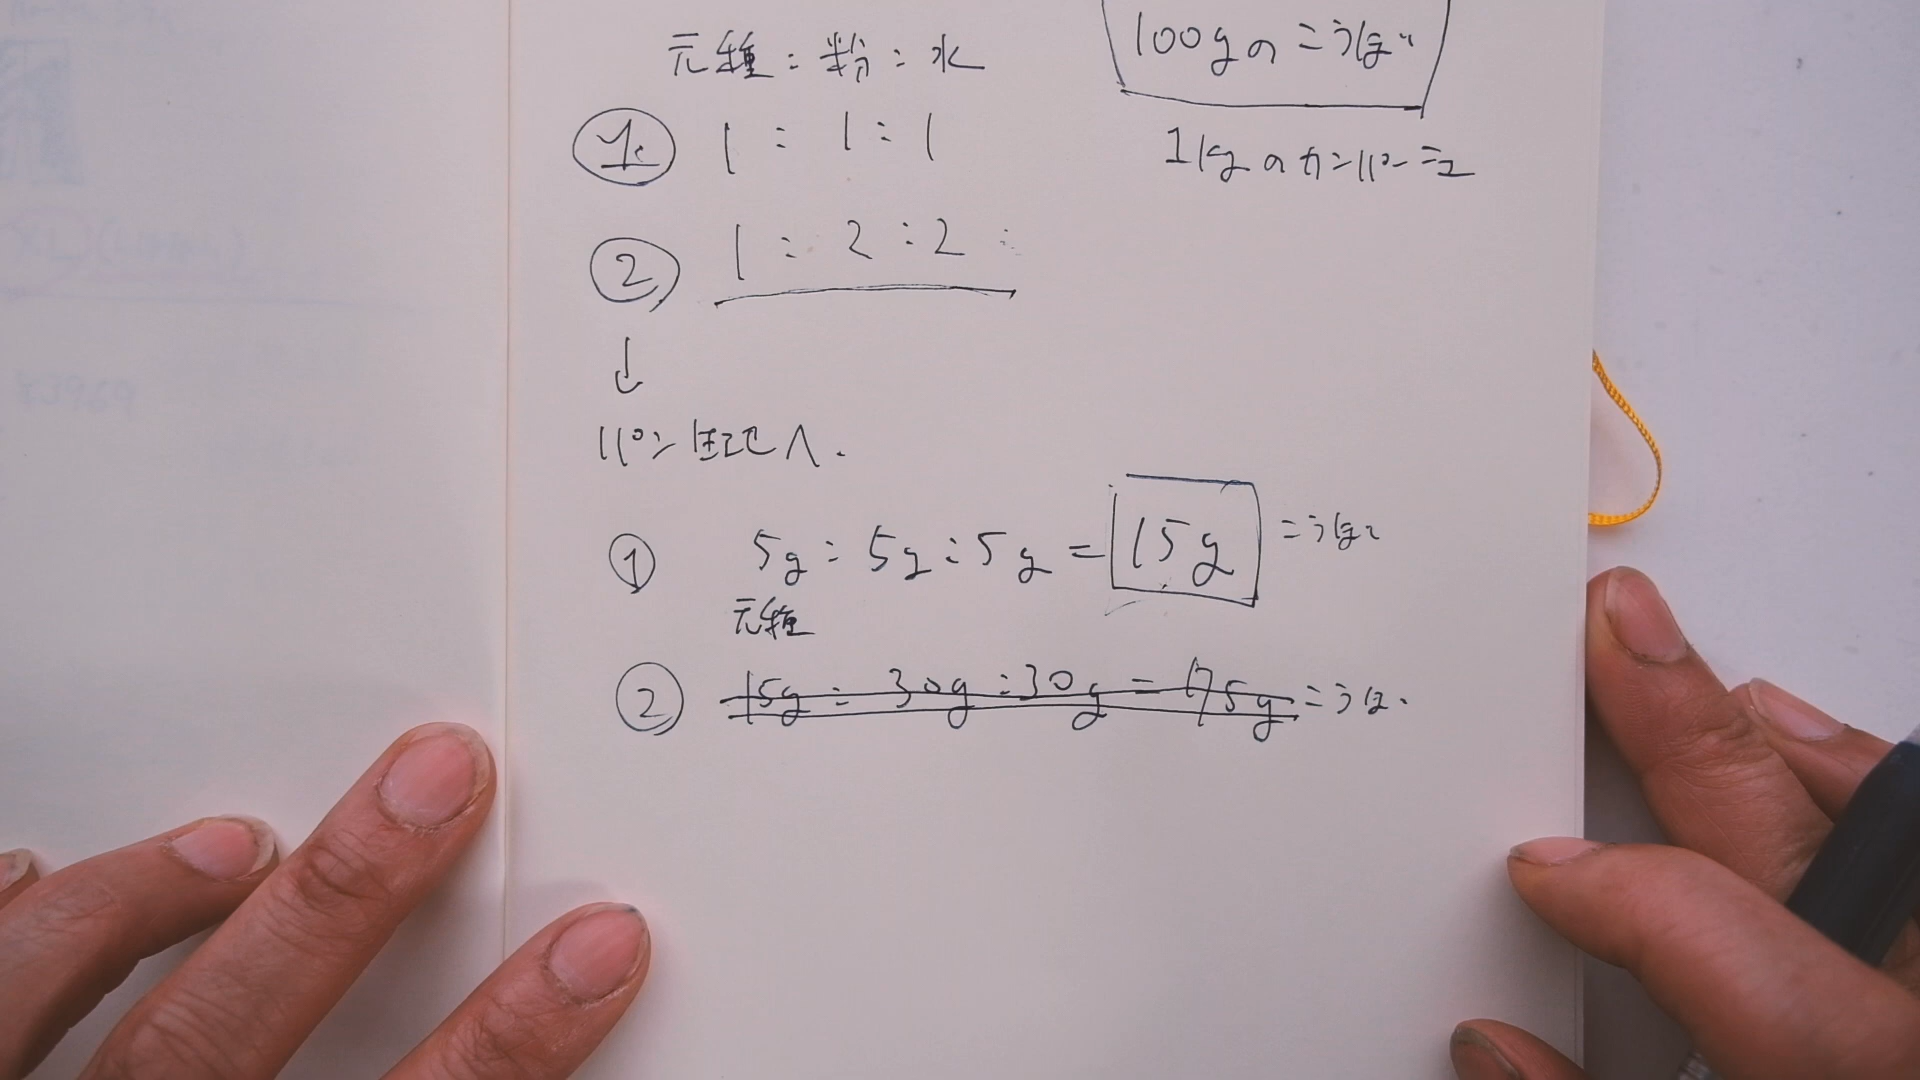 元種:粉:水
100gのこうぼ
1kgのカンパーニュ
1. 1:1:1
② 1:2:2:
↓
パン生地へ.
① 5g:5g:5g=15g こうぼ
元種
② 15g:30g:30g=175g こうぼ.